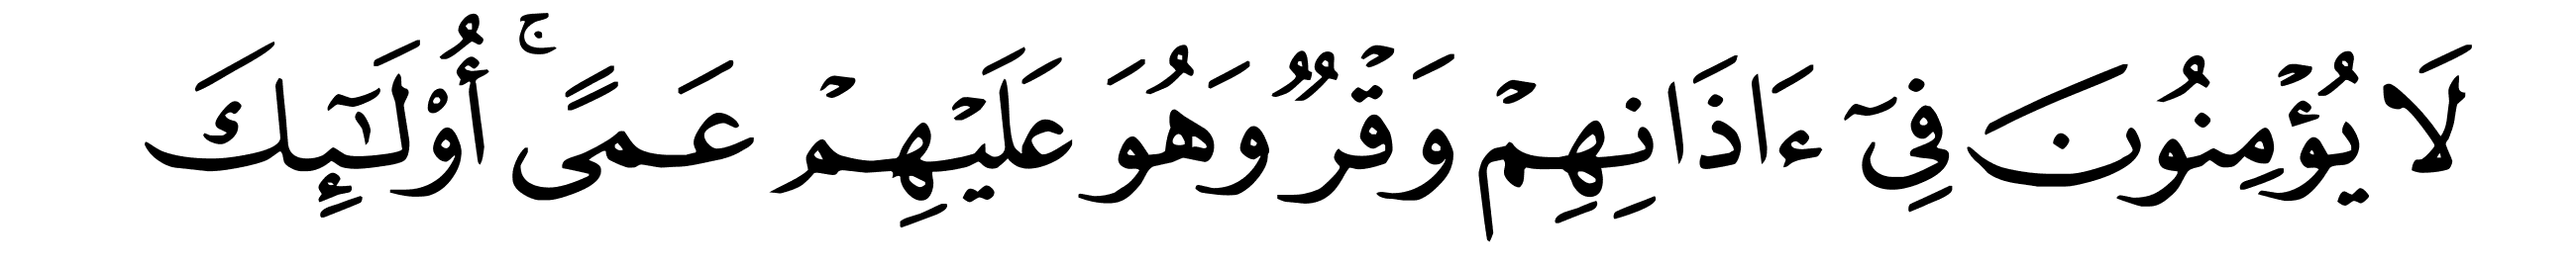 لَا يُؤۡمِنُونَ فِيٓ ءَاذَانِهِمۡ وَقۡرٞ وَهُوَ عَلَيۡهِمۡ عَمًىۚ أُوْلَٰٓئِكَ